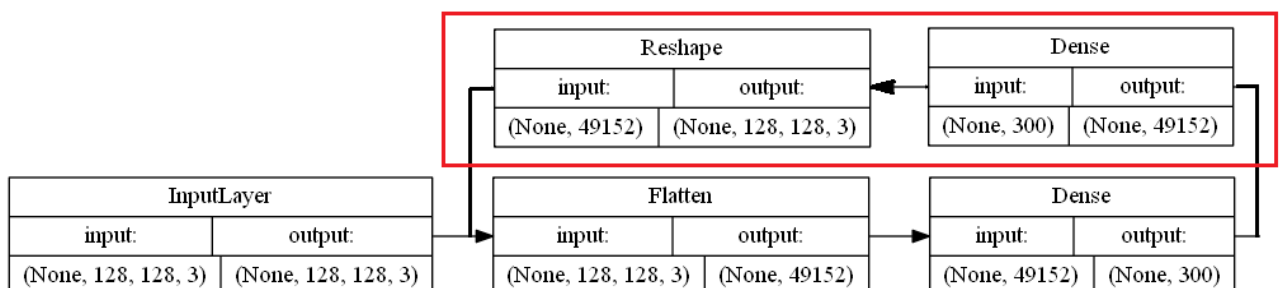 Reshape
input: output:
(None, 49152) (None, 128, 128, 3)
Dense
input: output:
(None, 300) (None, 49152)
InputLayer
input: output:
(None, 128, 128, 3) (None, 128, 128, 3)
Flatten
input: output:
(None, 128, 128, 3) (None, 49152)
Dense
input: output:
(None, 49152) (None, 300)